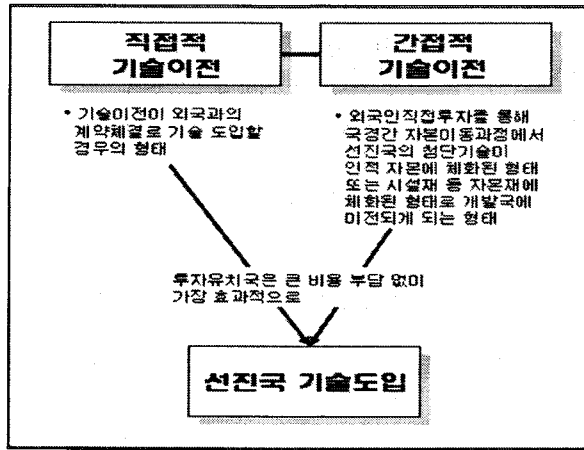 직접적
기술이전
간접적
기술이전
• 기술이전이 외국과의
계약체결로 기술 도입할
경우의 형태
• 외국인직접투자를 통해
국경간 자본이동과정에서
선진국의 첨단기술이
인적 자본에 체화된 형태
또는 시설재 등 자본재에
체화된 형태로 개발국에
이전되게 되는 형태
투자유치국은 큰 비용 부담 없이
가장 효과적으로
선진국 기술도입